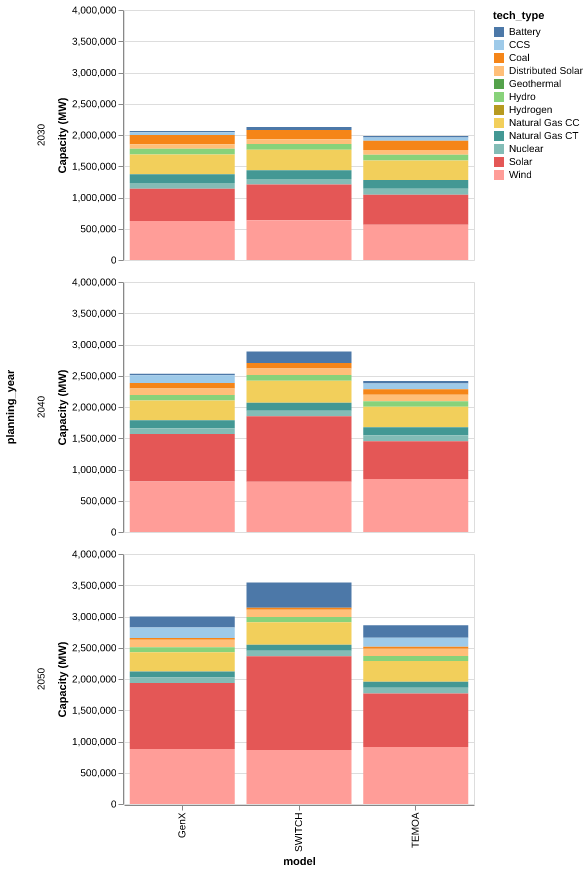 tech_type
Battery
CCS
Coal
Distributed Solar
Geothermal
Hydro
Hydrogen
Natural Gas CC
Natural Gas CT
Nuclear
Solar
Wind
planning_year
2030
Capacity (MW)
4,000,000
3,500,000
3,000,000
2,500,000
2,000,000
1,500,000
1,000,000
500,000
0
2040
Capacity (MW)
4,000,000
3,500,000
3,000,000
2,500,000
2,000,000
1,500,000
1,000,000
500,000
0
2050
Capacity (MW)
4,000,000
3,500,000
3,000,000
2,500,000
2,000,000
1,500,000
1,000,000
500,000
0
GenX
SWITCH
TEMOA
model